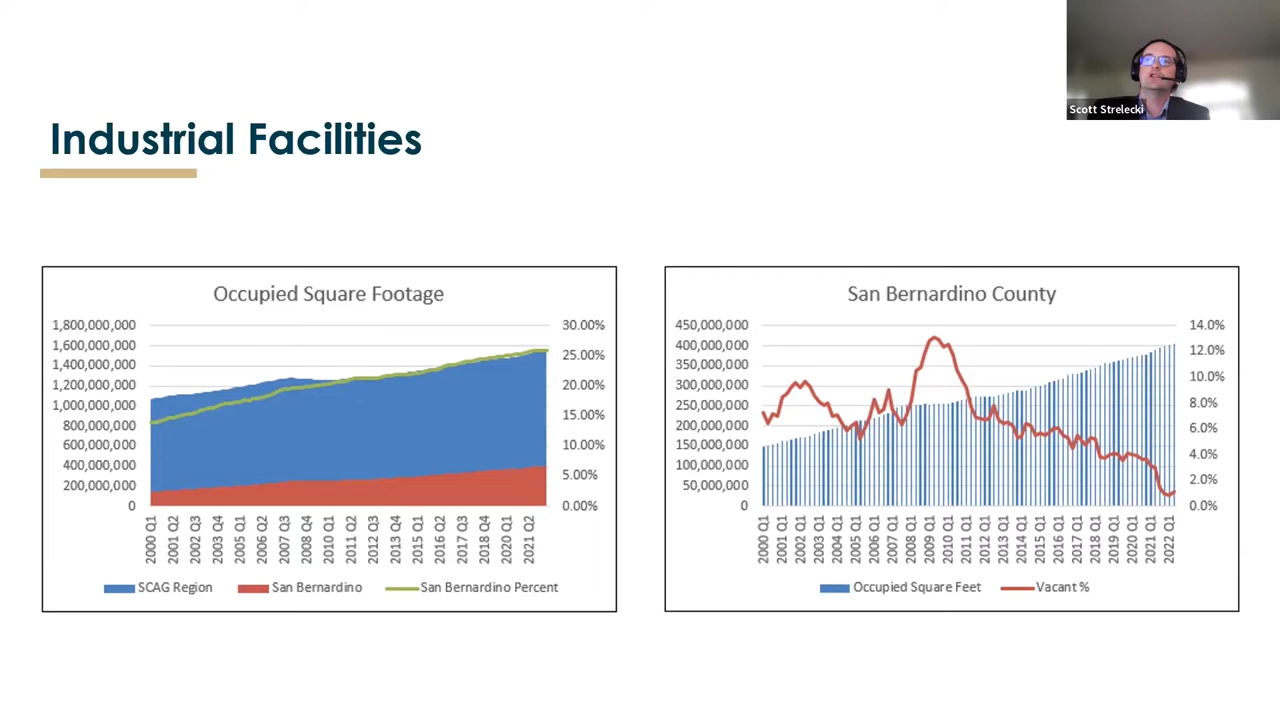 Scott Strelecki
Industrial Facilities
Occupied Square Footage
1,800,000,000
1,600,000,000
1,400,000,000
1,200,000,000
1,000,000,000
800,000,000
600,000,000
400,000,000
200,000,000
0
30.00%
25.00%
20.00%
15.00%
10.00%
5.00%
0.00%
2000 Q1
2001 Q2
2002 Q3
2003 Q4
2005 Q1
2006 Q2
2007 Q3
2008 Q4
2010 Q1
2011 Q2
2012 Q3
2013 Q4
2015 Q1
2016 Q2
2017 Q3
2018 Q4
2020 Q1
2021 Q2
SCAG Region
San Bernardino
San Bernardino Percent
San Bernardino County
450,000,000
400,000,000
350,000,000
300,000,000
250,000,000
200,000,000
150,000,000
100,000,000
50,000,000
0
14.0%
12.0%
10.0%
8.0%
6.0%
4.0%
2.0%
0.0%
2000 Q1
2001 Q1
2002 Q1
2003 Q1
2004 Q1
2005 Q1
2006 Q1
2007 Q1
2008 Q1
2009 Q1
2010 Q1
2011 Q1
2012 Q1
2013 Q1
2014 Q1
2015 Q1
2016 Q1
2017 Q1
2018 Q1
2019 Q1
2020 Q1
2021 Q1
2022 Q1
Occupied Square Feet
Vacant %